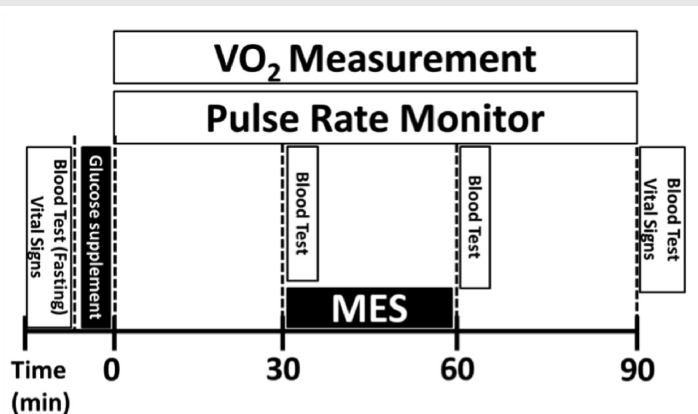 VO₂ Measurement
Pulse Rate Monitor
Blood Test (Fasting)
Vital Signs
Glucose supplement
Blood Test
Blood Test
Blood Test
Vital Signs
MES
Time
(min)
0
30
60
90